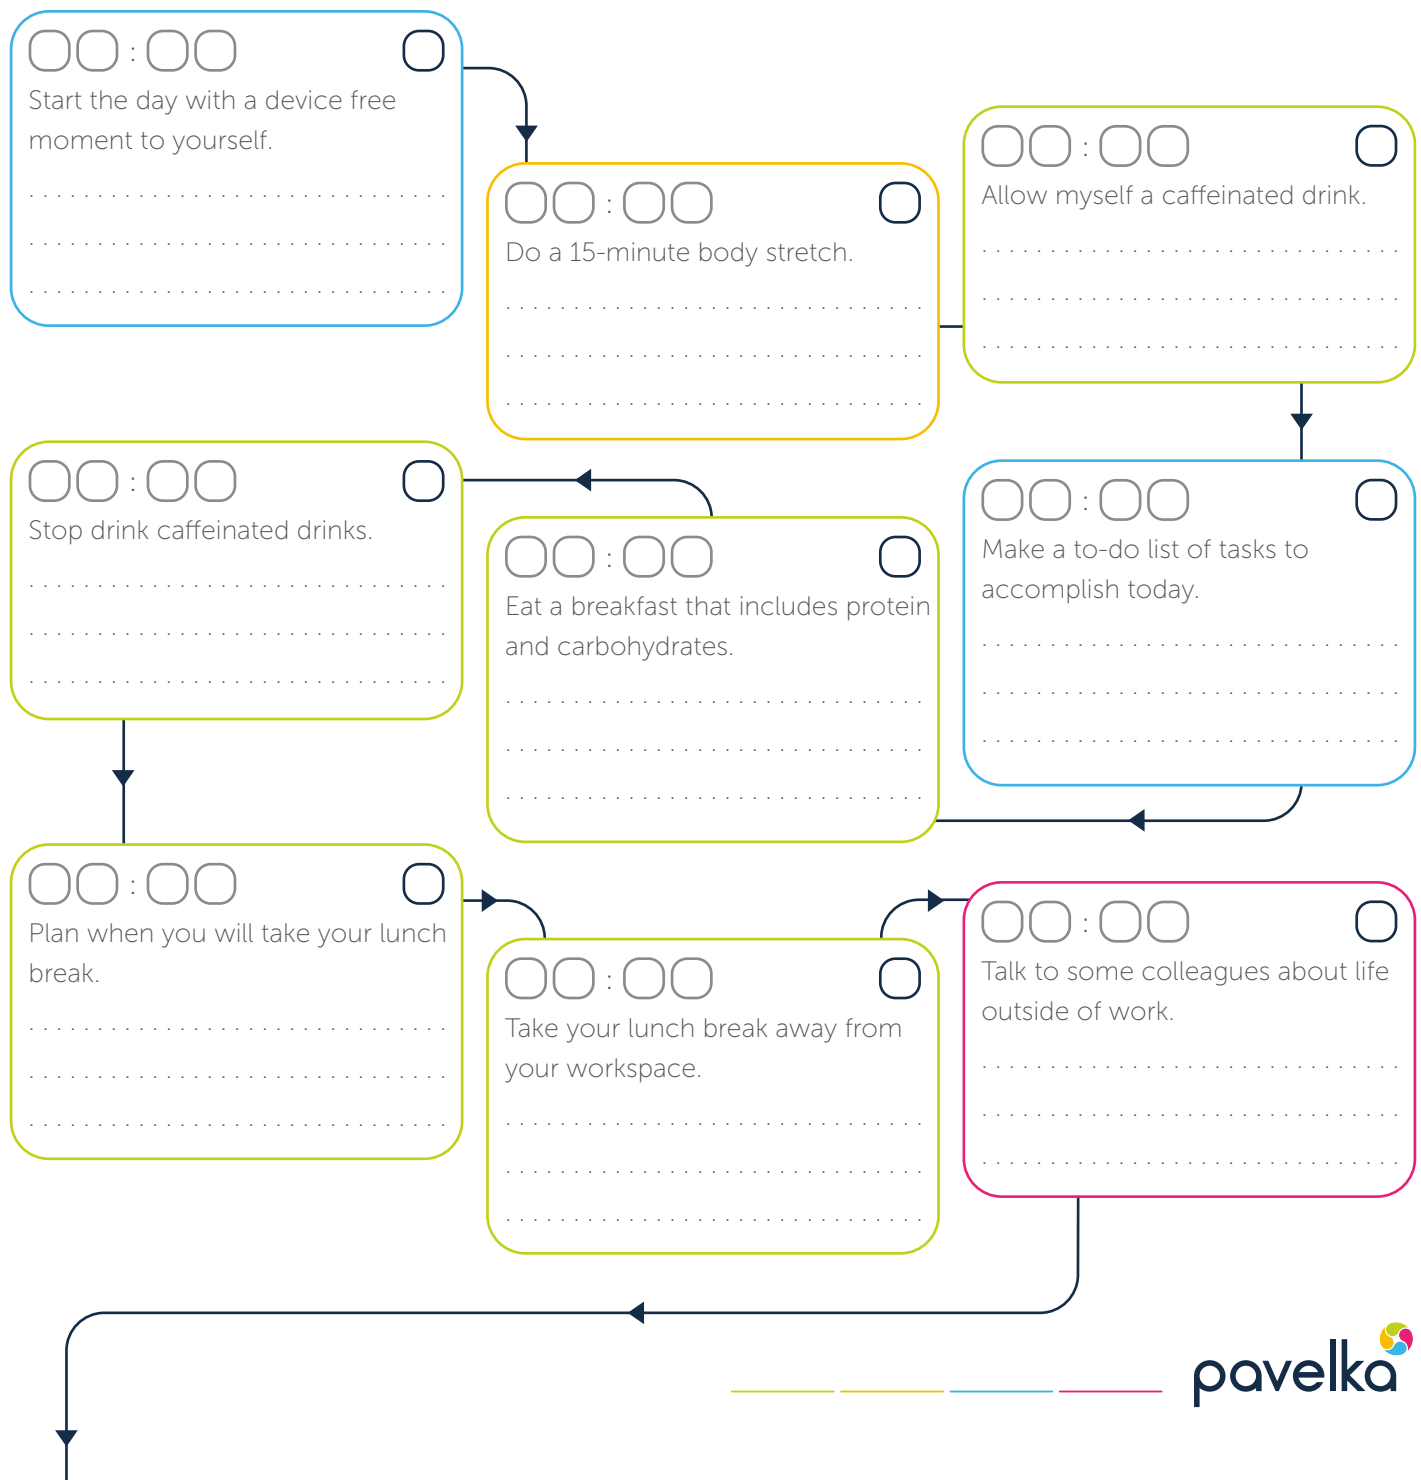 :
Start the day with a device free
moment to yourself.
:
Do a 15-minute body stretch.
:
Allow myself a caffeinated drink.
:
Make a to-do list of tasks to
accomplish today.
:
Eat a breakfast that includes protein
and carbohydrates.
:
Stop drink caffeinated drinks.
:
Plan when you will take your lunch
break.
:
Take your lunch break away from
your workspace.
:
Talk to some colleagues about life
outside of work.
pavelka